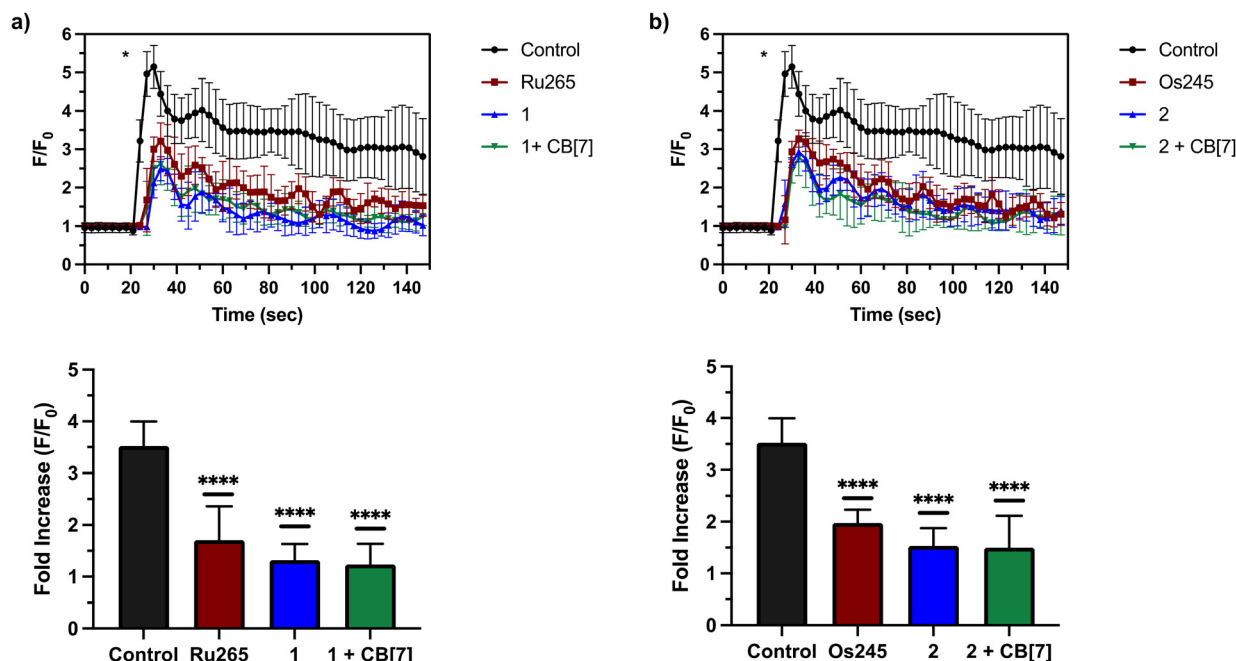 a)
F/F0
6
5
4
3
2
1
0
*
0 20 40 60 80 100 120 140
Time (sec)
Control
Ru265
1
1+ CB[7]
b)
F/F0
6
5
4
3
2
1
0
*
0 20 40 60 80 100 120 140
Time (sec)
Control
Os245
2
2 + CB[7]
Fold Increase (F/F0)
5
4
3
2
1
0
**** **** ****
Control Ru265 1 1 + CB[7]
Fold Increase (F/F0)
5
4
3
2
1
0
**** **** ****
Control Os245 2 2 + CB[7]